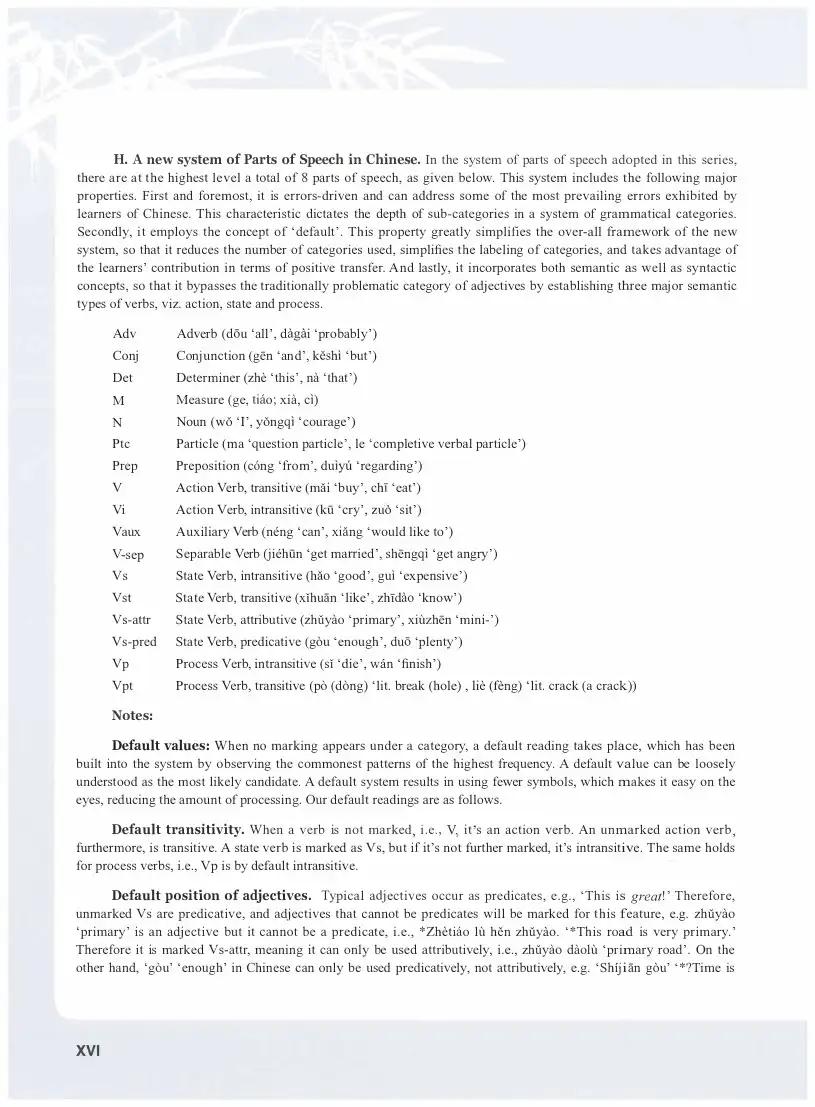 H. A new system of Parts of Speech in Chinese. In the system of parts of speech adopted in this series,
there are at the highest level a total of 8 parts of speech, as given below. This system includes the following major
properties. First and foremost, it is errors-driven and can address some of the most prevailing errors exhibited by
learners of Chinese. This characteristic dictates the depth of sub-categories in a system of grammatical categories.
Secondly, it employs the concept of ‘default’. This property greatly simplifies the over-all framework of the new
system, so that it reduces the number of categories used, simplifies the labeling of categories, and takes advantage of
the learners’ contribution in terms of positive transfer. And lastly, it incorporates both semantic as well as syntactic
concepts, so that it bypasses the traditionally problematic category of adjectives by establishing three major semantic
types of verbs, viz. action, state and process.
Adv Adverb (dōu ‘all’, dàgài ‘probably’)
Conj Conjunction (gēn ‘and’, kěshì ‘but’)
Det Determiner (zhè ‘this’, nà ‘that’)
M Measure (ge, tiáo; xià, cì)
N Noun (wǒ ‘I’, yǒngqì ‘courage’)
Ptc Particle (ma ‘question particle’, le ‘completive verbal particle’)
Prep Preposition (cóng ‘from’, duìyú ‘regarding’)
V Action Verb, transitive (mǎi ‘buy’, chī ‘eat’)
Vi Action Verb, intransitive (kū ‘cry’, zuò ‘sit’)
Vaux Auxiliary Verb (néng ‘can’, xiǎng ‘would like to’)
V-sep Separable Verb (jiéhūn ‘get married’, shēngqì ‘get angry’)
Vs State Verb, intransitive (hǎo ‘good’, guì ‘expensive’)
Vst State Verb, transitive (xǐhuān ‘like’, zhīdào ‘know’)
Vs-attr State Verb, attributive (zhǔyào ‘primary’, xiùzhēn ‘mini-’)
Vs-pred State Verb, predicative (gòu ‘enough’, duō ‘plenty’)
Vp Process Verb, intransitive (sǐ ‘die’, wán ‘finish’)
Vpt Process Verb, transitive (pò (dòng) ‘lit. break (hole) , liè (fèng) ‘lit. crack (a crack))
Notes:
Default values: When no marking appears under a category, a default reading takes place, which has been
built into the system by observing the commonest patterns of the highest frequency. A default value can be loosely
understood as the most likely candidate. A default system results in using fewer symbols, which makes it easy on the
eyes, reducing the amount of processing. Our default readings are as follows.
Default transitivity. When a verb is not marked, i.e., V, it’s an action verb. An unmarked action verb,
furthermore, is transitive. A state verb is marked as Vs, but if it’s not further marked, it’s intransitive. The same holds
for process verbs, i.e., Vp is by default intransitive.
Default position of adjectives. Typical adjectives occur as predicates, e.g., ‘This is great!’ Therefore,
unmarked Vs are predicative, and adjectives that cannot be predicates will be marked for this feature, e.g. zhǔyào
‘primary’ is an adjective but it cannot be a predicate, i.e., *Zhètiáo lù hěn zhǔyào. ‘*This road is very primary.’
Therefore it is marked Vs-attr, meaning it can only be used attributively, i.e., zhǔyào dàolù ‘primary road’. On the
other hand, ‘gòu’ ‘enough’ in Chinese can only be used predicatively, not attributively, e.g. ‘Shíjiān gòu’ ‘*?Time is
XVI